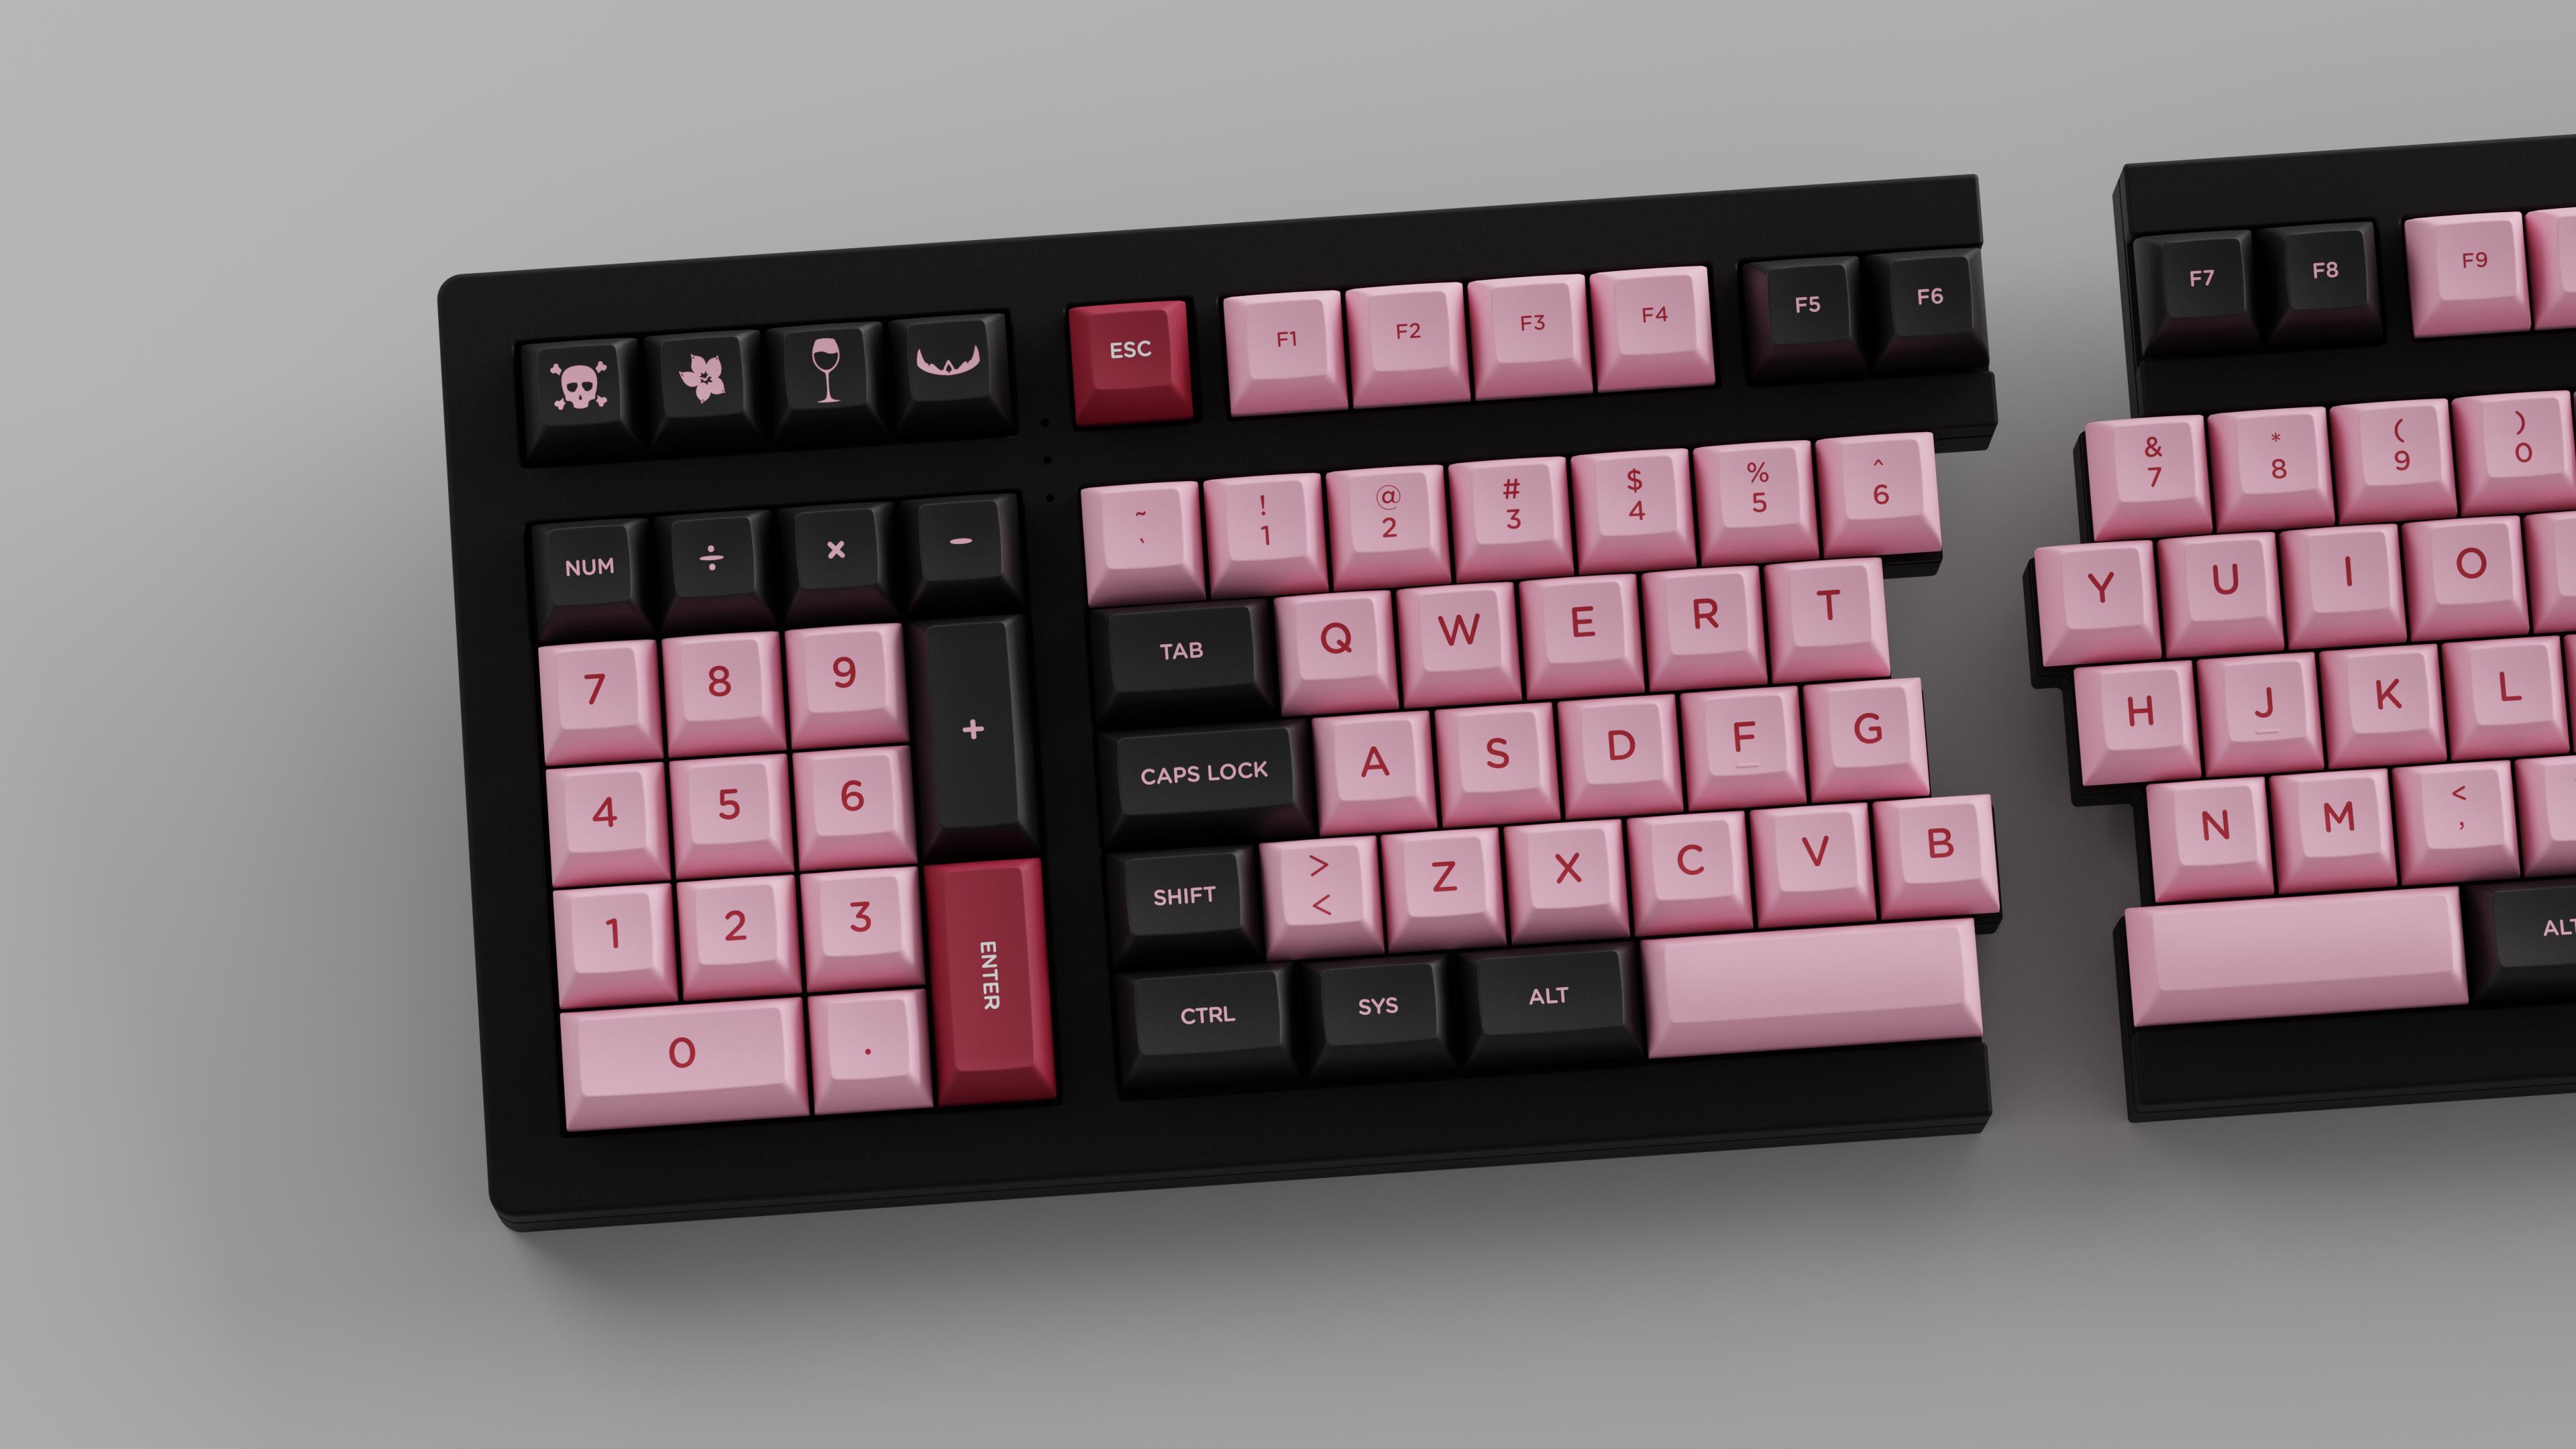 ESC F1 F2 F3 F4 F5 F6 F7 F8 F9
~ ! @ # $ % ^ & * ( )
` 1 2 3 4 5 6 7 8 9 0
NUM ÷ × −
TAB Q W E R T Y U I O
7 8 9 +
CAPS LOCK A S D F G H J K L
4 5 6
SHIFT > Z X C V B N M <
< ,
1 2 3 ENTER
CTRL SYS ALT ALT
0 .